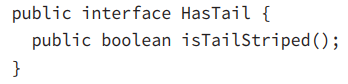 public interface HasTail {
  public boolean isTailStriped();
}